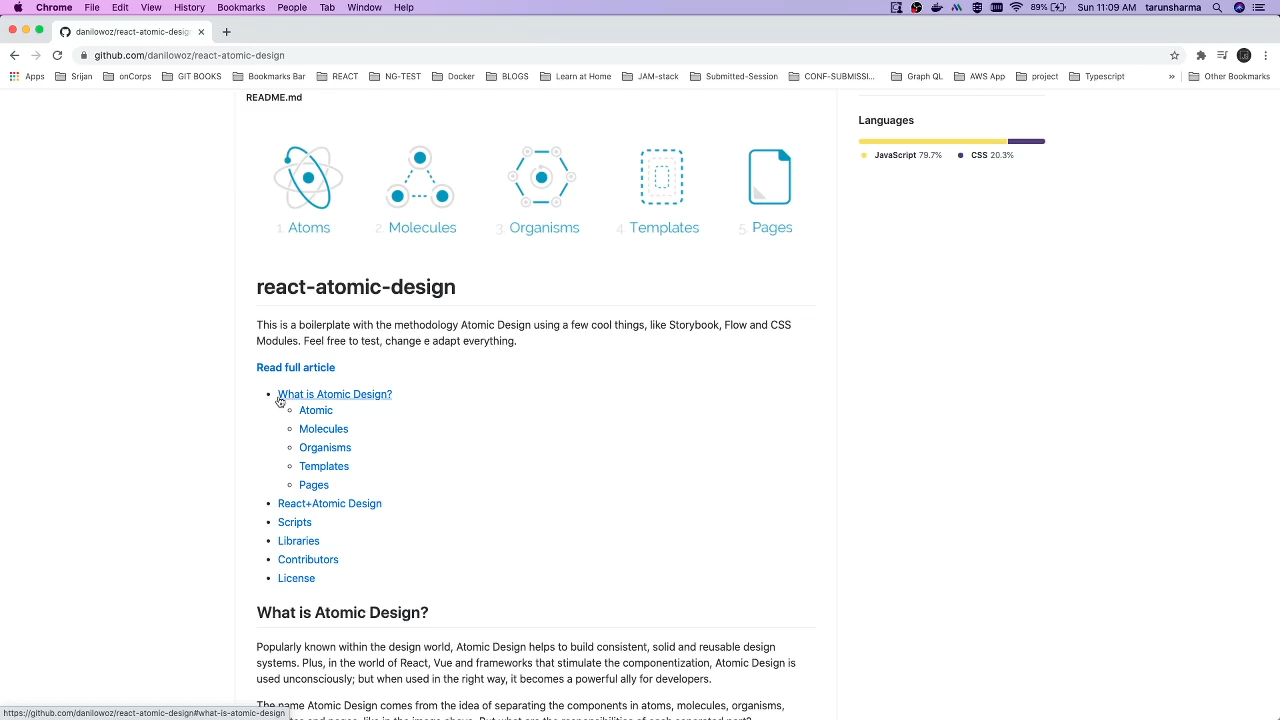 Chrome File Edit View History Bookmarks People Tab Window Help 89% Sun 11:09 AM tarunsharma
danilowoz/react-atomic-design
github.com/danilowoz/react-atomic-design
Apps Srijan onCorps GIT BOOKS Bookmarks Bar REACT NG-TEST Docker BLOGS Learn at Home JAM-stack Submitted-Session CONF-SUBMISSI... Graph QL AWS App project Typescript » Other Bookmarks
README.md
Languages
JavaScript 79.7% CSS 20.3%
1. Atoms 2. Molecules 3. Organisms 4. Templates 5. Pages
react-atomic-design
This is a boilerplate with the methodology Atomic Design using a few cool things, like Storybook, Flow and CSS
Modules. Feel free to test, change e adapt everything.
Read full article
What is Atomic Design?
Atomic
Molecules
Organisms
Templates
Pages
React+Atomic Design
Scripts
Libraries
Contributors
License
What is Atomic Design?
Popularly known within the design world, Atomic Design helps to build consistent, solid and reusable design
systems. Plus, in the world of React, Vue and frameworks that stimulate the componentization, Atomic Design is
used unconsciously; but when used in the right way, it becomes a powerful ally for developers.
The name Atomic Design comes from the idea of separating the components in atoms, molecules, organisms,
https://github.com/danilowoz/react-atomic-design#what-is-atomic-design